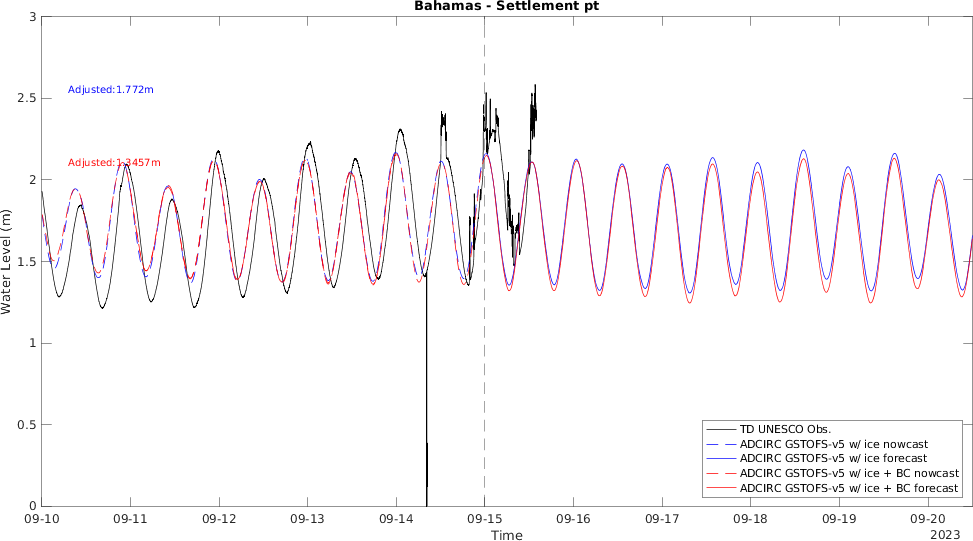 Bahamas - Settlement pt
3
2.5
2
1.5
1
0.5
0
Water Level (m)
Adjusted:1.772m
Adjusted:1.3457m
TD UNESCO Obs.
ADCIRC GSTOFS-v5 w/ ice nowcast
ADCIRC GSTOFS-v5 w/ ice forecast
ADCIRC GSTOFS-v5 w/ ice + BC nowcast
ADCIRC GSTOFS-v5 w/ ice + BC forecast
09-10 09-11 09-12 09-13 09-14 09-15 09-16 09-17 09-18 09-19 09-20
Time
2023